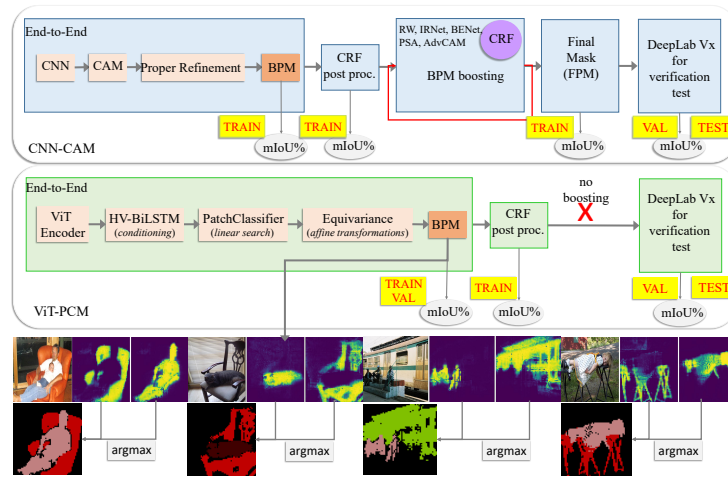 End-to-End
CNN
CAM
Proper Refinement
BPM
CRF
post proc.
RW, IRNet, BENet,
PSA, AdvCAM
CRF
BPM boosting
Final
Mask
(FPM)
DeepLab Vx
for
verification
test
TRAIN
TRAIN
TRAIN
VAL
TEST
mIoU%
mIoU%
mIoU%
mIoU%
CNN-CAM
End-to-End
ViT
Encoder
HV-BiLSTM
(conditioning)
PatchClassifier
(linear search)
Equivariance
(affine transformations)
BPM
CRF
post proc.
no
boosting
X
DeepLab Vx
for
verification
test
TRAIN
VAL
TRAIN
VAL
TEST
mIoU%
mIoU%
mIoU%
ViT-PCM
argmax
argmax
argmax
argmax